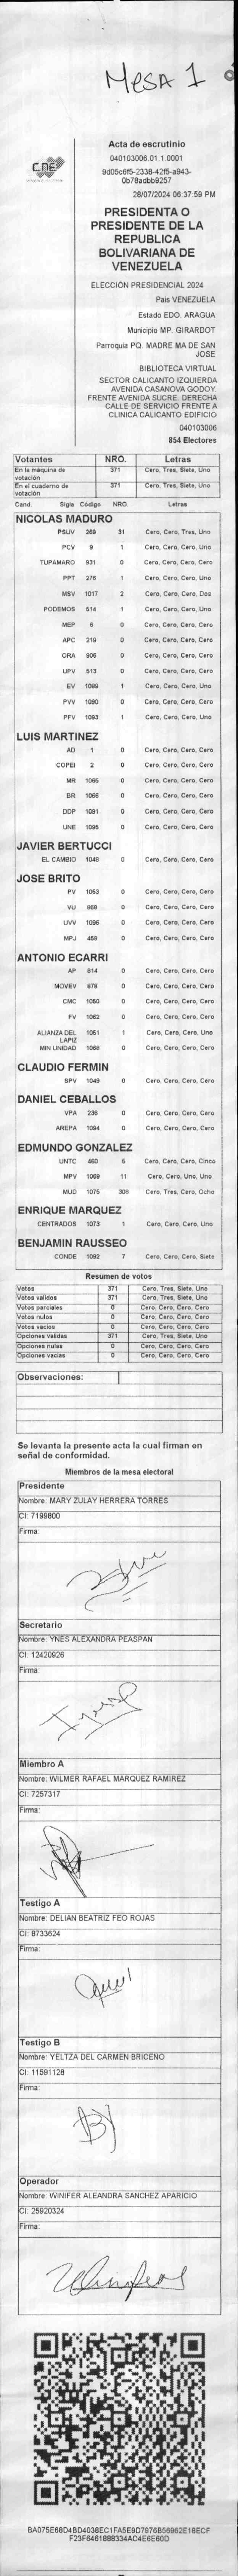 MESA 1
CNE
Acta de escrutinio
040103006.01.1.0001
9d05c6f5-2338-42f5-a943-
0b78adbb9257
28/07/2024 06:37:59 PM
PRESIDENTA O
PRESIDENTE DE LA
REPUBLICA
BOLIVARIANA DE
VENEZUELA
ELECCIÓN PRESIDENCIAL 2024
País VENEZUELA
Estado EDO. ARAGUA
Municipio MP. GIRARDOT
Parroquia PQ. MADRE MA DE SAN
JOSE
BIBLIOTECA VIRTUAL
SECTOR CALICANTO IZQUIERDA
AVENIDA CASANOVA GODOY.
FRENTE AVENIDA SUCRE. DERECHA
CALLE DE SERVICIO FRENTE A
CLINICA CALICANTO EDIFICIO
040103006
854 Electores
Votantes NRO. Letras
En la máquina de votación 371 Cero, Tres, Siete, Uno
En el cuaderno de votación 371 Cero, Tres, Siete, Uno
Cand. Sigla Código NRO. Letras
NICOLAS MADURO
PSUV 269 31 Cero, Cero, Tres, Uno
PCV 9 1 Cero, Cero, Cero, Uno
TUPAMARO 931 0 Cero, Cero, Cero, Cero
PPT 276 1 Cero, Cero, Cero, Uno
MSV 1017 2 Cero, Cero, Cero, Dos
PODEMOS 514 1 Cero, Cero, Cero, Uno
MEP 6 0 Cero, Cero, Cero, Cero
APC 219 0 Cero, Cero, Cero, Cero
ORA 906 0 Cero, Cero, Cero, Cero
UPV 513 0 Cero, Cero, Cero, Cero
EV 1089 1 Cero, Cero, Cero, Uno
PVV 1090 0 Cero, Cero, Cero, Cero
PFV 1093 1 Cero, Cero, Cero, Uno
LUIS MARTINEZ
AD 1 0 Cero, Cero, Cero, Cero
COPEI 2 0 Cero, Cero, Cero, Cero
MR 1065 0 Cero, Cero, Cero, Cero
BR 1066 0 Cero, Cero, Cero, Cero
DDP 1091 0 Cero, Cero, Cero, Cero
UNE 1095 0 Cero, Cero, Cero, Cero
JAVIER BERTUCCI
EL CAMBIO 1048 0 Cero, Cero, Cero, Cero
JOSE BRITO
PV 1053 0 Cero, Cero, Cero, Cero
VU 868 0 Cero, Cero, Cero, Cero
UVV 1096 0 Cero, Cero, Cero, Cero
MPJ 458 0 Cero, Cero, Cero, Cero
ANTONIO ECARRI
AP 914 0 Cero, Cero, Cero, Cero
MOVEV 878 0 Cero, Cero, Cero, Cero
CMC 1050 0 Cero, Cero, Cero, Cero
FV 1062 0 Cero, Cero, Cero, Cero
ALIANZA DEL LAPIZ 1051 1 Cero, Cero, Cero, Uno
MIN UNIDAD 1068 0 Cero, Cero, Cero, Cero
CLAUDIO FERMIN
SPV 1049 0 Cero, Cero, Cero, Cero
DANIEL CEBALLOS
VPA 236 0 Cero, Cero, Cero, Cero
AREPA 1094 0 Cero, Cero, Cero, Cero
EDMUNDO GONZALEZ
UNTC 460 5 Cero, Cero, Cero, Cinco
MPV 1069 11 Cero, Cero, Uno, Uno
MUD 1075 308 Cero, Tres, Cero, Ocho
ENRIQUE MARQUEZ
CENTRADOS 1073 1 Cero, Cero, Cero, Uno
BENJAMIN RAUSSEO
CONDE 1092 7 Cero, Cero, Cero, Siete
Resumen de votos
Votos 371 Cero, Tres, Siete, Uno
Votos validos 371 Cero, Tres, Siete, Uno
Votos parciales 0 Cero, Cero, Cero, Cero
Votos nulos 0 Cero, Cero, Cero, Cero
Votos vacios 0 Cero, Cero, Cero, Cero
Opciones validas 371 Cero, Tres, Siete, Uno
Opciones nulas 0 Cero, Cero, Cero, Cero
Opciones vacias 0 Cero, Cero, Cero, Cero
Observaciones:
Se levanta la presente acta la cual firman en
señal de conformidad.
Miembros de la mesa electoral
Presidente
Nombre: MARY ZULAY HERRERA TORRES
CI: 7199800
Firma:
Secretario
Nombre: YNES ALEXANDRA PEASPAN
CI: 12420926
Firma:
Miembro A
Nombre: WILMER RAFAEL MARQUEZ RAMIREZ
CI: 7257317
Firma:
Testigo A
Nombre: DELIAN BEATRIZ FEO ROJAS
CI: 8733624
Firma:
Testigo B
Nombre: YELTZA DEL CARMEN BRICEÑO
CI: 11591128
Firma:
Operador
Nombre: WINIFER ALEANDRA SANCHEZ APARICIO
CI: 25920324
Firma:
BA075E68D4BD4038EC1FA5E9D7976B56962E18ECF
F23F6461888334AC4E6E60D